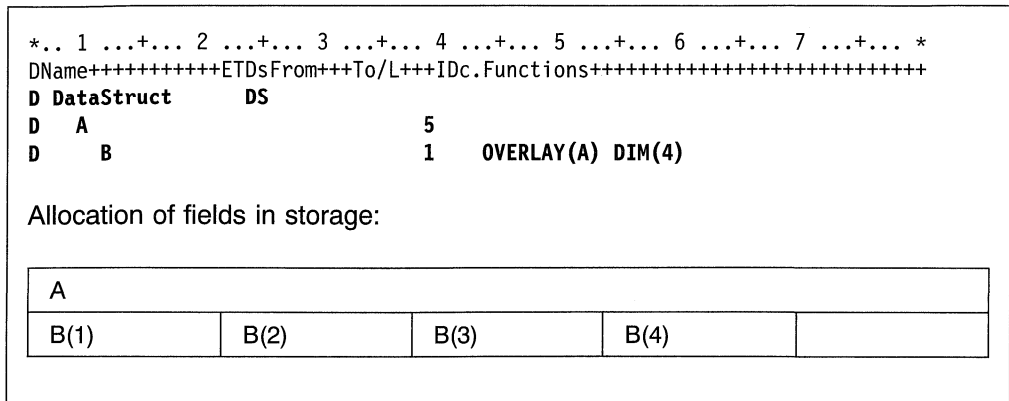 *.. 1 ...+... 2 ...+... 3 ...+... 4 ...+... 5 ...+... 6 ...+... 7 ...+... *
DName+++++++++++ETDsFrom+++To/L+++IDc.Functions++++++++++++++++++++++++++++
D DataStruct      DS
D   A                            5
D     B                          1    OVERLAY(A) DIM(4)
Allocation of fields in storage:
A
B(1) B(2) B(3) B(4)